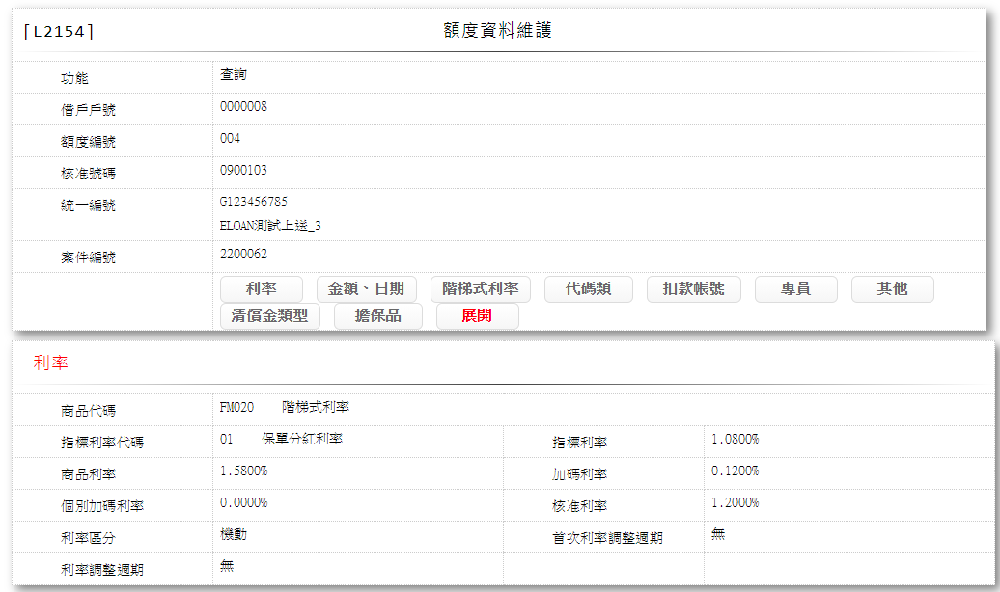 [L2154] 額度資料維護
功能 查詢
借戶戶號 0000008
額度編號 004
核准號碼 0900103
統一編號 G123456785
ELOAN測試上送_3
案件編號 2200062
利率 金額、日期 階梯式利率 代碼類 扣款帳號 專員 其他
清償金類型 擔保品 展開
利率
商品代碼 FM020 階梯式利率
指標利率代碼 01 保單分紅利率 指標利率 1.0800%
商品利率 1.5800% 加碼利率 0.1200%
個別加碼利率 0.0000% 核准利率 1.2000%
利率區分 機動 首次利率調整週期 無
利率調整週期 無